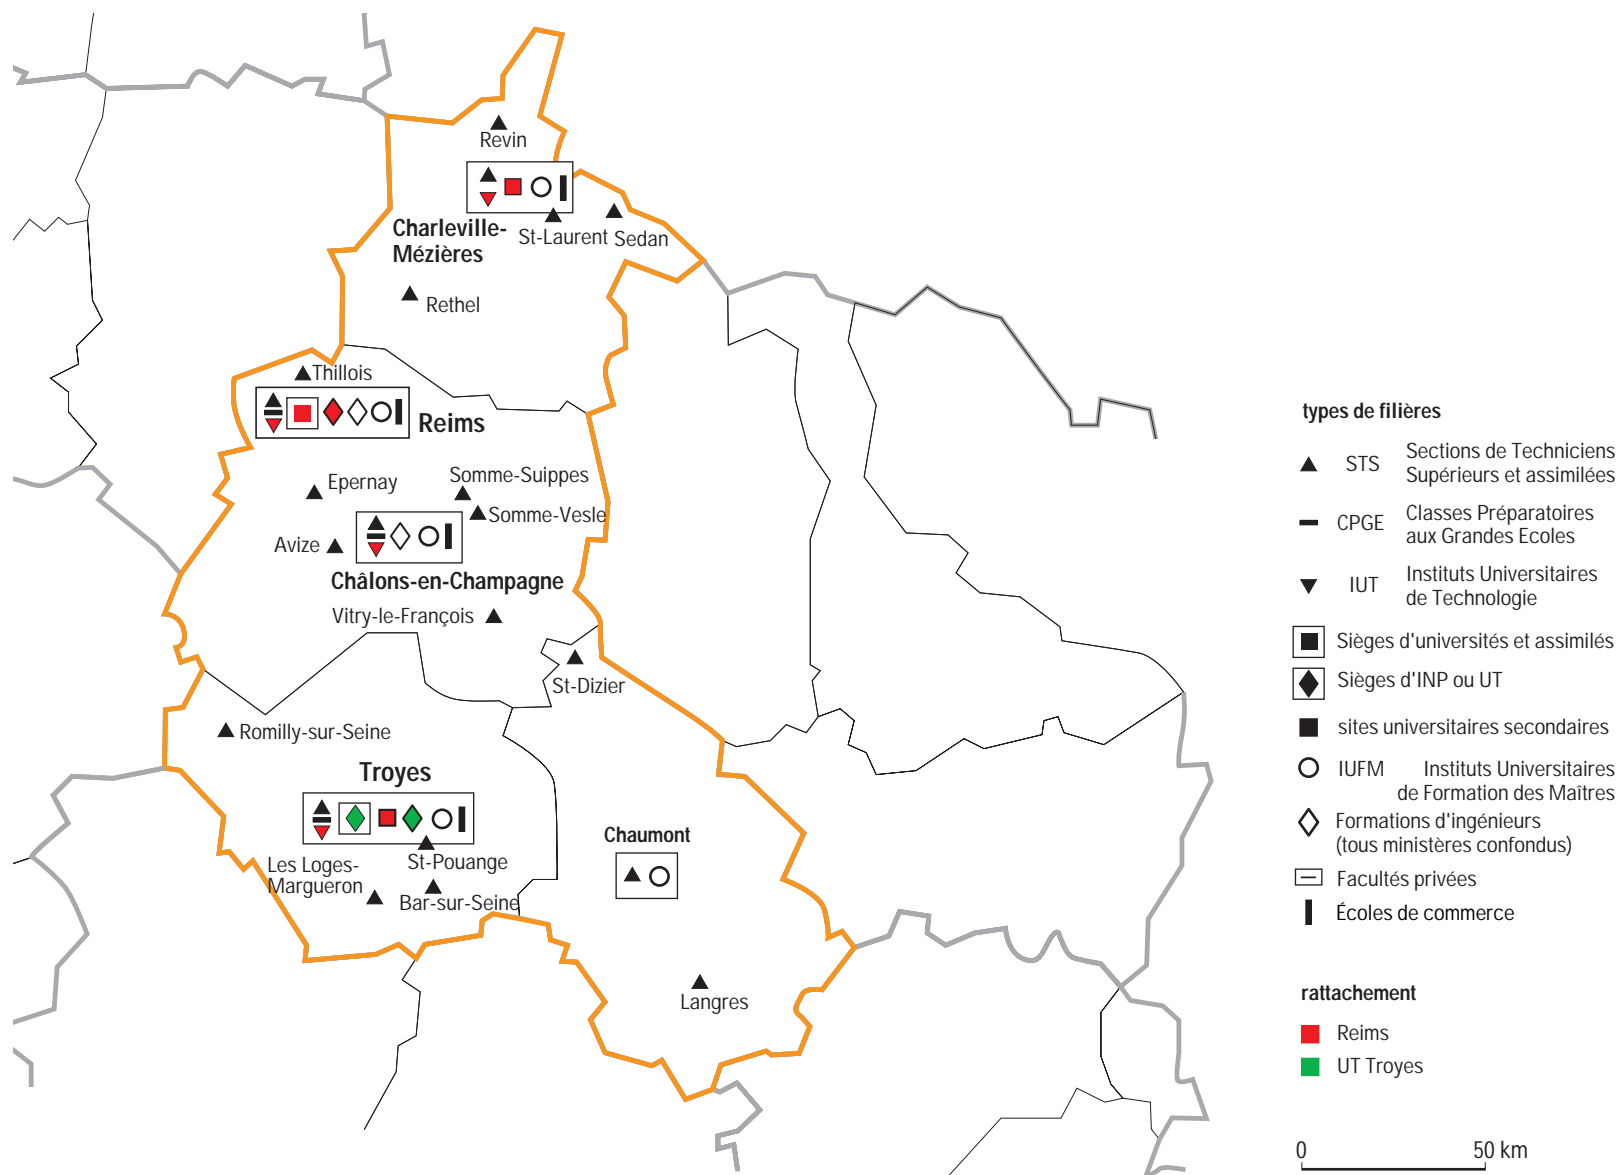 Revin
Charleville-
Mézières
St-Laurent
Sedan
Rethel
Thillois
Reims
Epernay
Somme-Suippes
Somme-Vesle
Avize
Châlons-en-Champagne
Vitry-le-François
St-Dizier
Romilly-sur-Seine
Troyes
St-Pouange
Les Loges-
Margueron
Bar-sur-Seine
Chaumont
Langres
types de filières
STS Sections de Techniciens
Supérieurs et assimilées
CPGE Classes Préparatoires
aux Grandes Ecoles
IUT Instituts Universitaires
de Technologie
Sièges d'universités et assimilés
Sièges d'INP ou UT
sites universitaires secondaires
IUFM Instituts Universitaires
de Formation des Maîtres
Formations d'ingénieurs
(tous ministères confondus)
Facultés privées
Écoles de commerce
rattachement
Reims
UT Troyes
0 50 km